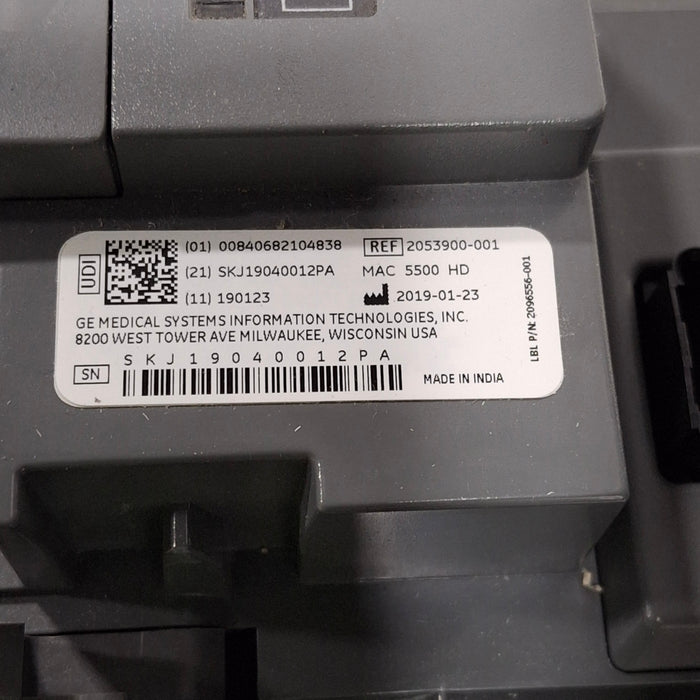 UDI
(01) 00840682104838
REF 2053900-001
(21) SKJ19040012PA
MAC 5500 HD
(11) 190123
2019-01-23
GE MEDICAL SYSTEMS INFORMATION TECHNOLOGIES, INC.
8200 WEST TOWER AVE MILWAUKEE, WISCONSIN USA
SKJ19040012PA
SN
MADE IN INDIA
LBL P/N: 2096556-001